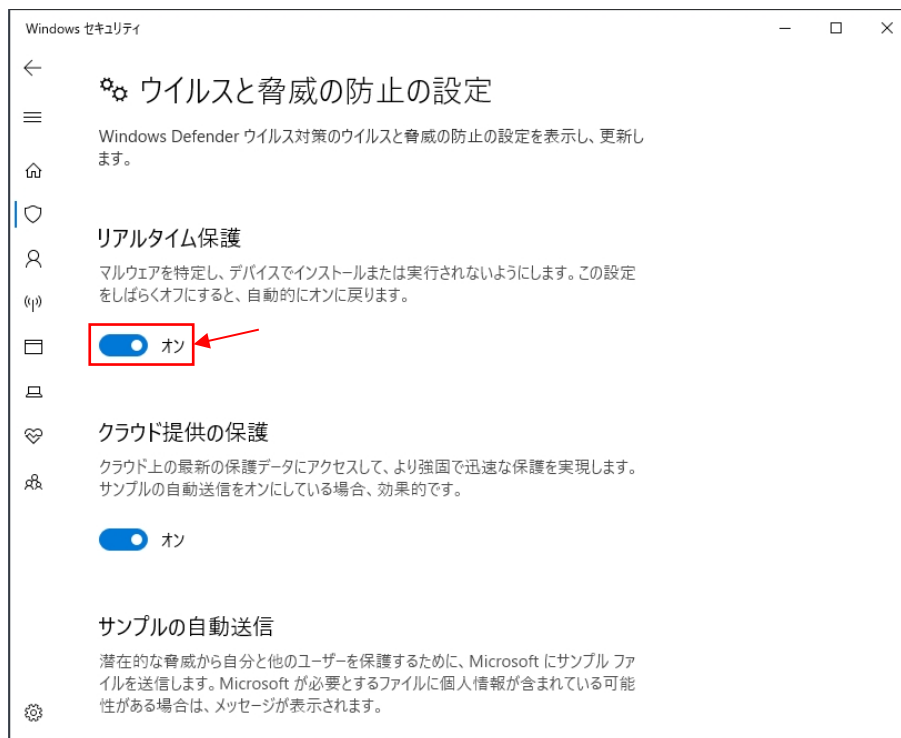 Windows セキュリティ
ウイルスと脅威の防止の設定
Windows Defender ウイルス対策のウイルスと脅威の防止の設定を表示し、更新し
ます。
リアルタイム保護
マルウェアを特定し、デバイスでインストールまたは実行されないようにします。この設定
をしばらくオフにすると、自動的にオンに戻ります。
オン
クラウド提供の保護
クラウド上の最新の保護データにアクセスして、より強固で迅速な保護を実現します。
サンプルの自動送信をオンにしている場合、効果的です。
オン
サンプルの自動送信
潜在的な脅威から自分と他のユーザーを保護するために、Microsoft にサンプル ファ
イルを送信します。Microsoft が必要とするファイルに個人情報が含まれている可能
性がある場合は、メッセージが表示されます。